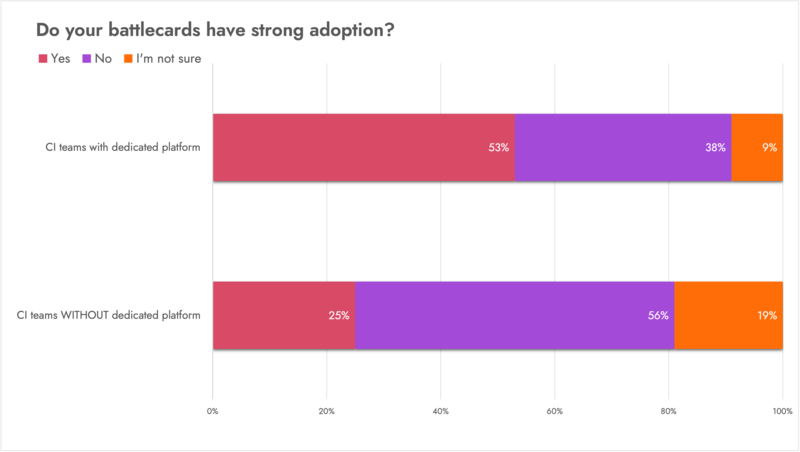 Do your battlecards have strong adoption?
Yes No I'm not sure
CI teams with dedicated platform 53% 38% 9%
CI teams WITHOUT dedicated platform 25% 56% 19%
0% 20% 40% 60% 80% 100%